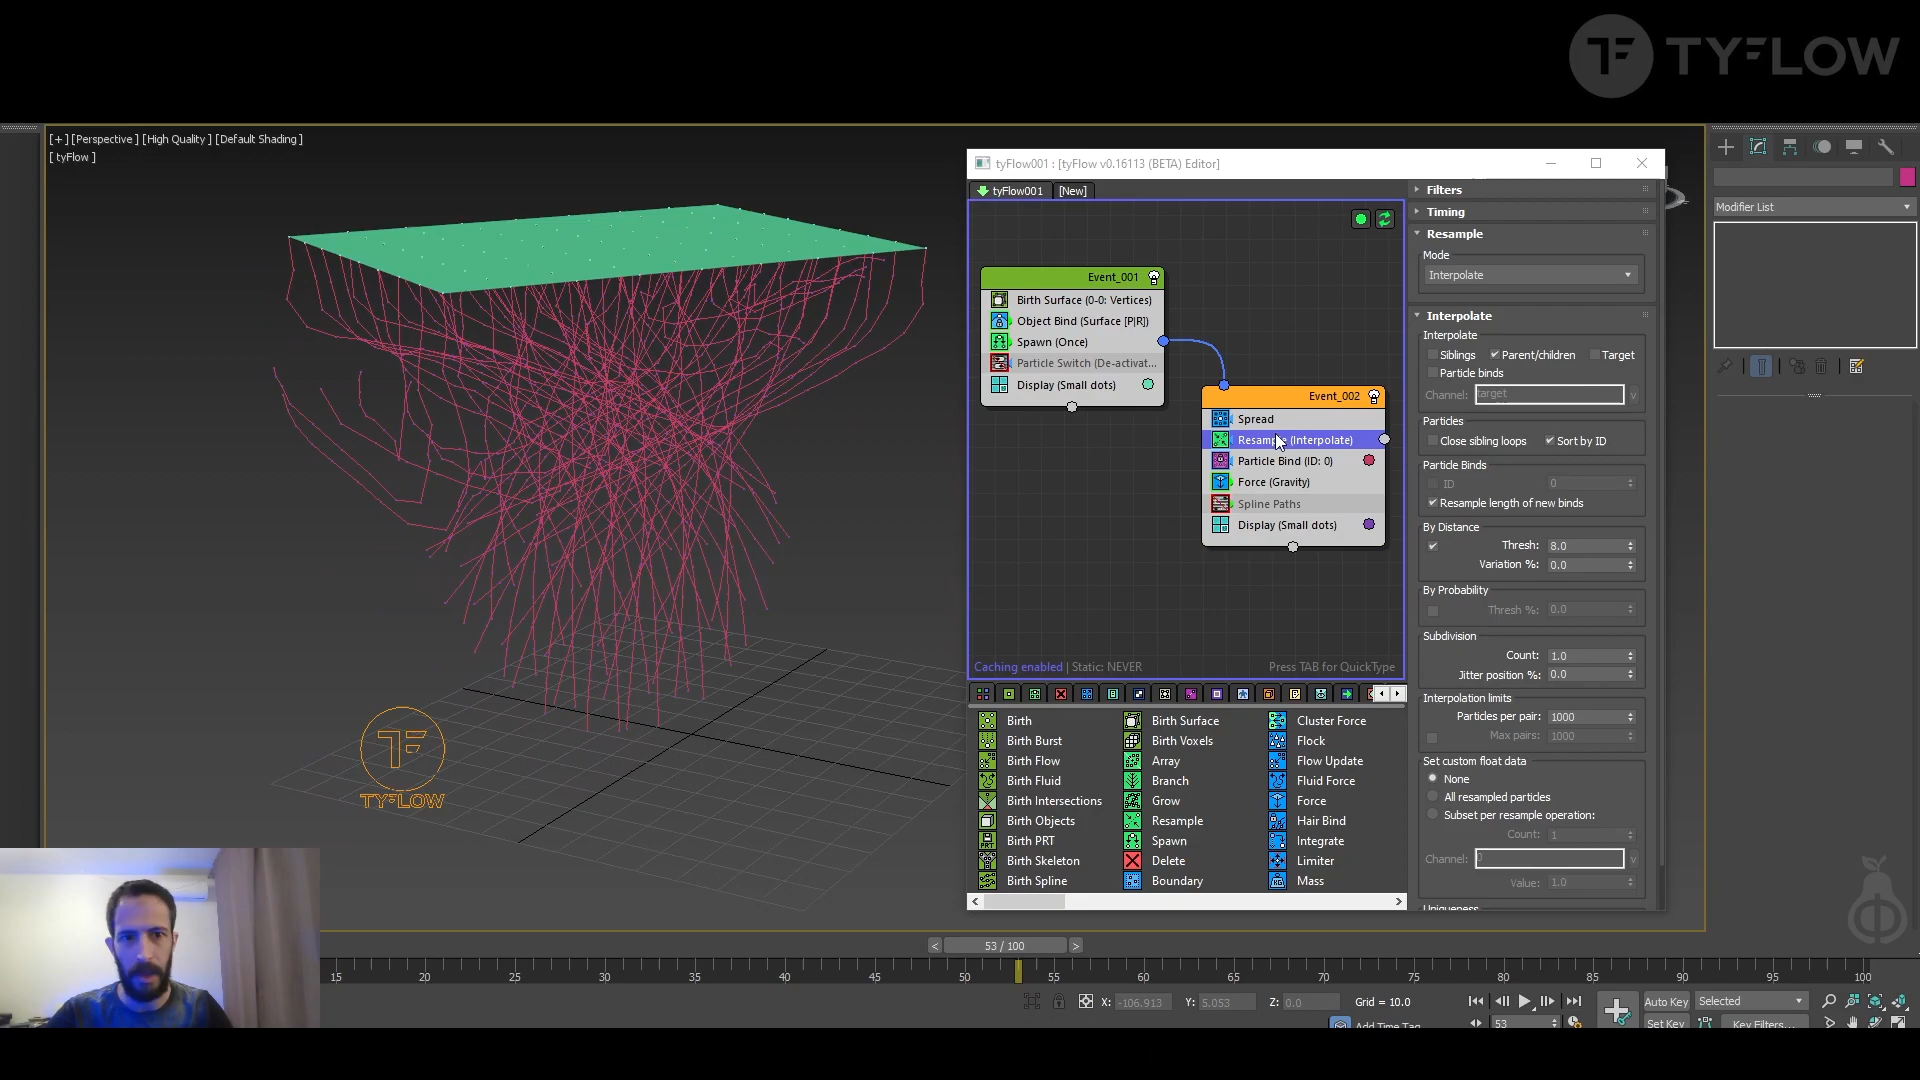 TYFLOW
[+] [Perspective ] [High Quality ] [Default Shading ]
[ tyFlow ]
tyFlow001 : [tyFlow v0.16113 (BETA) Editor]
tyFlow001
[New]
Event_001
Birth Surface (0-0: Vertices)
Object Bind (Surface [P|R])
Spawn (Once)
Particle Switch (De-activat...
Display (Small dots)
Event_002
Spread
Resample (Interpolate)
Particle Bind (ID: 0)
Force (Gravity)
Spline Paths
Display (Small dots)
Caching enabled | Static: NEVER
Press TAB for QuickType
Birth
Birth Burst
Birth Flow
Birth Fluid
Birth Intersections
Birth Objects
Birth PRT
Birth Skeleton
Birth Spline
Birth Surface
Birth Voxels
Array
Branch
Grow
Resample
Spawn
Delete
Boundary
Cluster Force
Flock
Flow Update
Fluid Force
Force
Hair Bind
Integrate
Limiter
Mass
Filters
Timing
Resample
Mode
Interpolate
Interpolate
Interpolate
Siblings Parent/children Target
Particle binds
Channel: target v
Particles
Close sibling loops Sort by ID
Particle Binds
ID 0
Resample length of new binds
By Distance
Thresh: 8.0
Variation %: 0.0
By Probability
Thresh %: 0.0
Subdivision
Count: 1.0
Jitter position %: 0.0
Interpolation limits
Particles per pair: 1000
Max pairs: 1000
Set custom float data
None
All resampled particles
Subset per resample operation:
Count: 1
Channel: 0 v
Value: 1.0
Uniqueness
Modifier List
TYFLOW
< 53 / 100 >
15 20 25 30 35 40 45 50 55 60 65 70 75 80 85 90 95 100
X: -106.913 Y: 5.053 Z: 0.0 Grid = 10.0
Add Time Tag
53
Auto Key Selected
Set Key Key Filters...